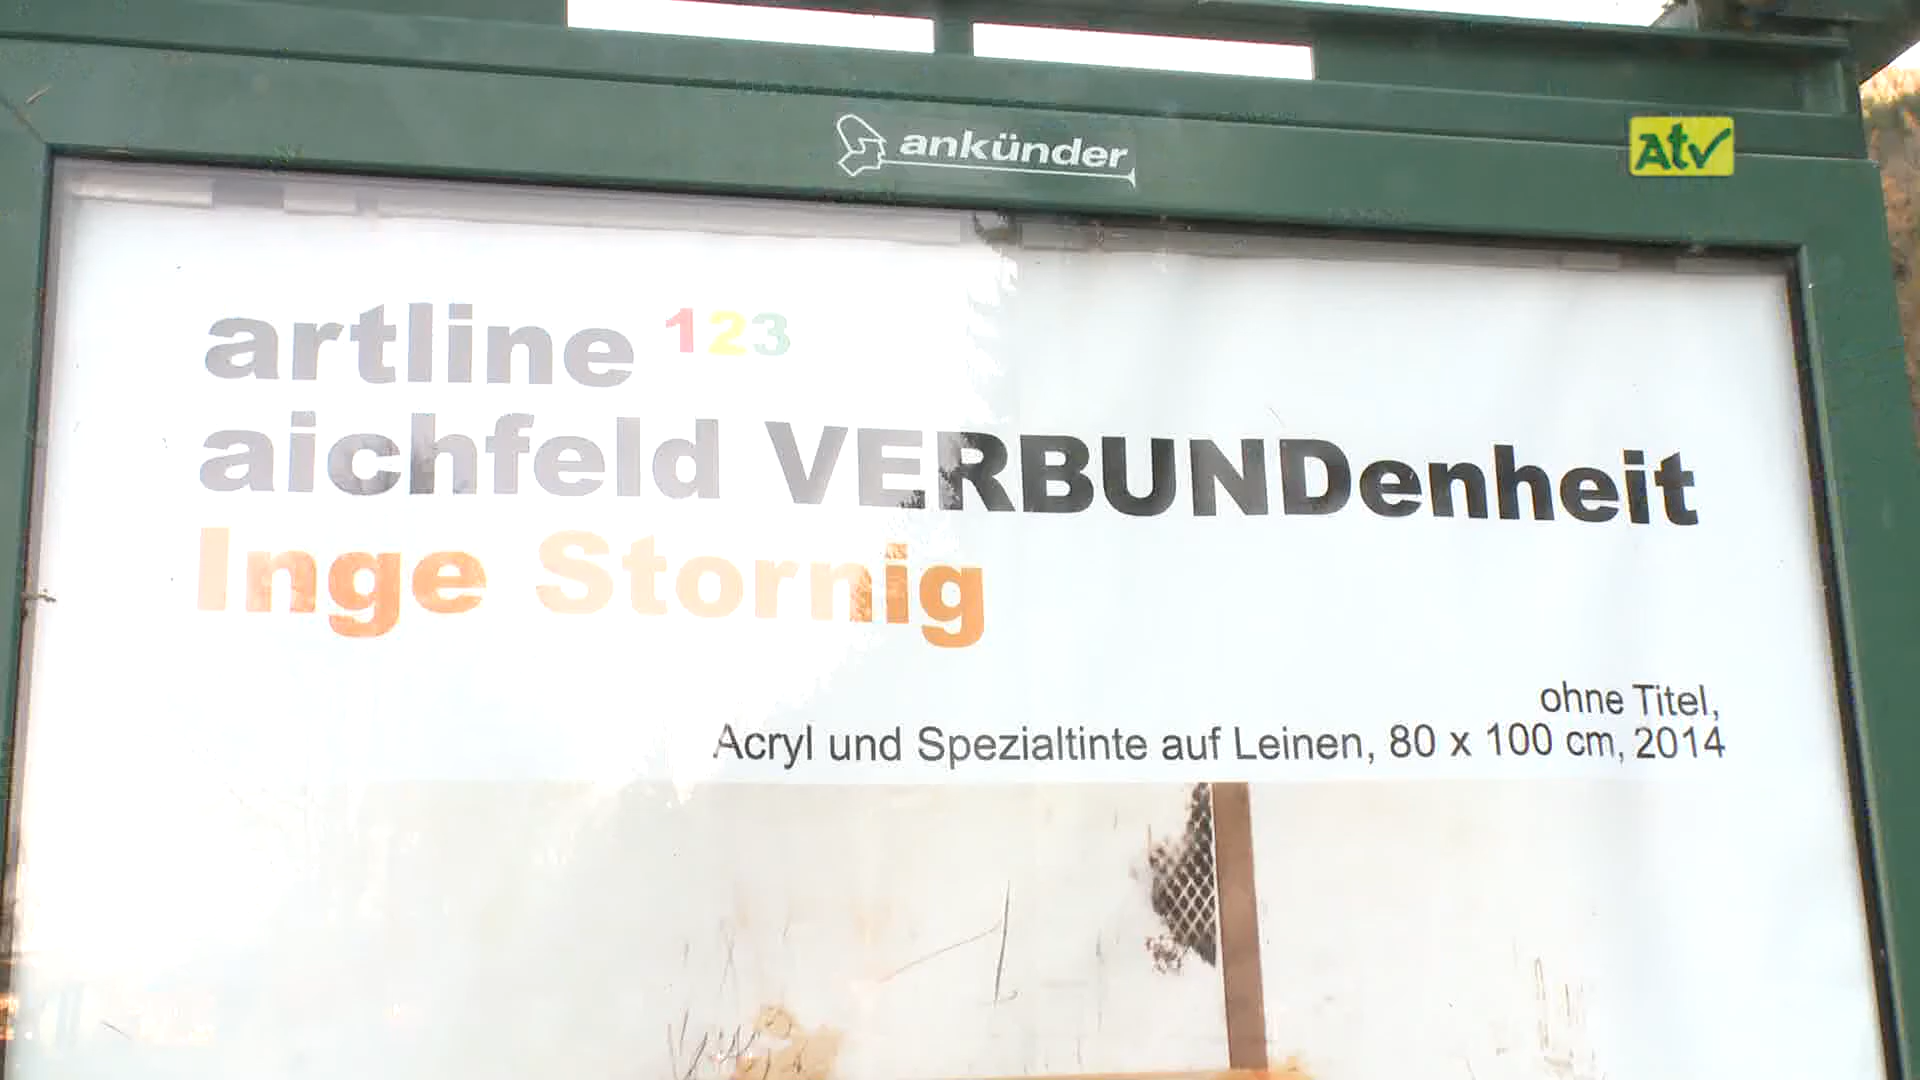 ankünder
Atv
artline 123
aichfeld VERBUNDenheit
Inge Stornig
ohne Titel,
Acryl und Spezialtinte auf Leinen, 80 x 100 cm, 2014